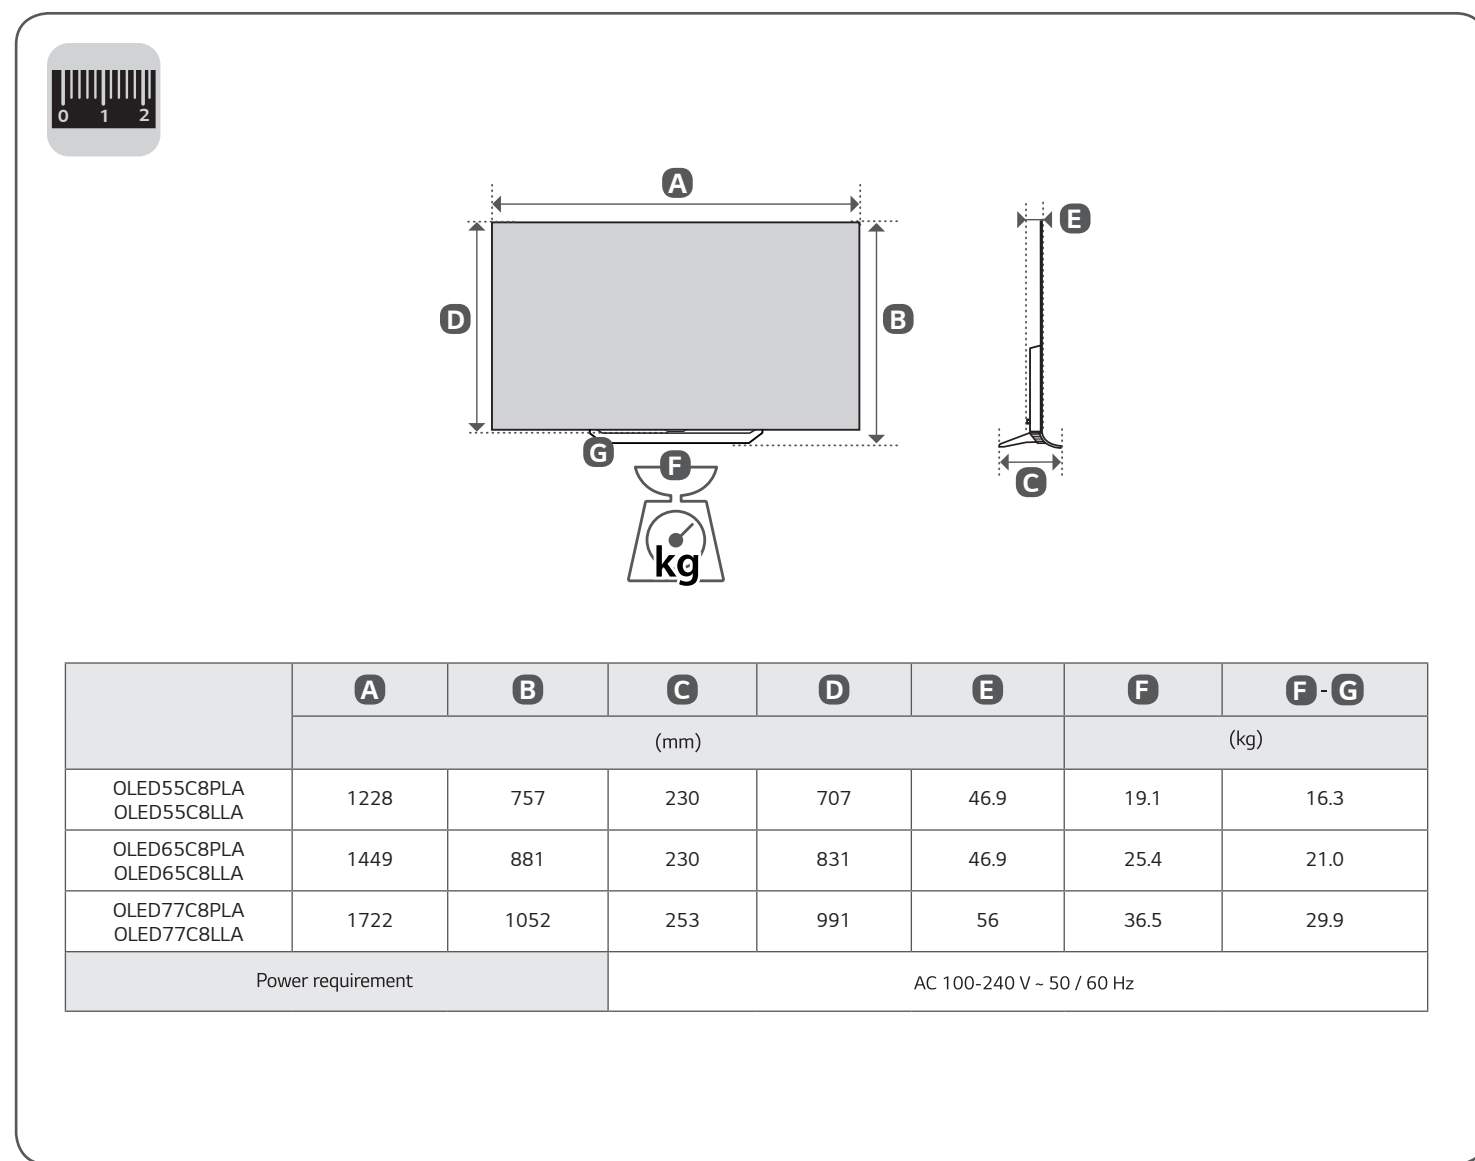 0 1 2
A
E
D
B
G
F
C
kg
A B C D E F F - G
(mm) (kg)
OLED55C8PLA
OLED55C8LLA
1228 757 230 707 46.9 19.1 16.3
OLED65C8PLA
OLED65C8LLA
1449 881 230 831 46.9 25.4 21.0
OLED77C8PLA
OLED77C8LLA
1722 1052 253 991 56 36.5 29.9
Power requirement AC 100-240 V ~ 50 / 60 Hz